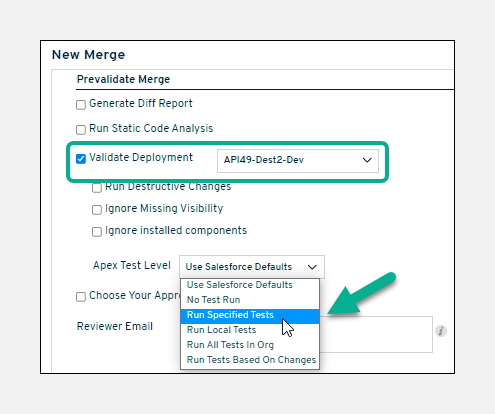 New Merge
Prevalidate Merge
Generate Diff Report
Run Static Code Analysis
Validate Deployment API49-Dest2-Dev
Run Destructive Changes
Ignore Missing Visibility
Ignore installed components
Apex Test Level Use Salesforce Defaults
Use Salesforce Defaults
No Test Run
Choose Your Appr
Run Specified Tests
Reviewer Email
Run Local Tests
Run All Tests In Org
Run Tests Based On Changes